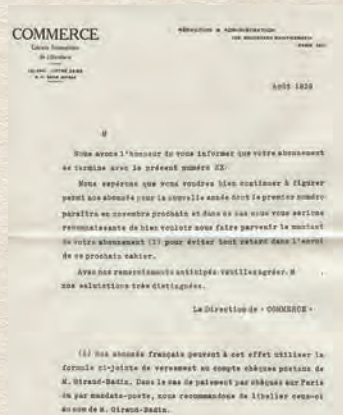 COMMERCE
RÉDACTION & ADMINISTRATION
Août 1929
M
Nous avons l'honneur de vous informer que votre abonnement
se termine avec le présent numéro XX.
Nous espérons que vous voudrez bien continuer à figurer
parmi nos abonnés pour la nouvelle année dont le premier numéro
paraîtra en novembre prochain et dans ce cas nous vous serions
reconnaissants de bien vouloir nous faire parvenir le montant
de votre abonnement (1) pour éviter tout retard dans l'envoi
de ce prochain cahier.
Avec nos remerciements anticipés veuillez agréer, M
nos salutations très distinguées.
La Direction de "COMMERCE"
(1) Nos abonnés français peuvent à cet effet utiliser la
formule ci-jointe de versement au compte chèques postaux de
M. Giraud-Badin. Dans le cas de paiement par chèques sur Paris
ou par mandats-poste, nous recommandons de libeller ceux-ci
au nom de M. Giraud-Badin.